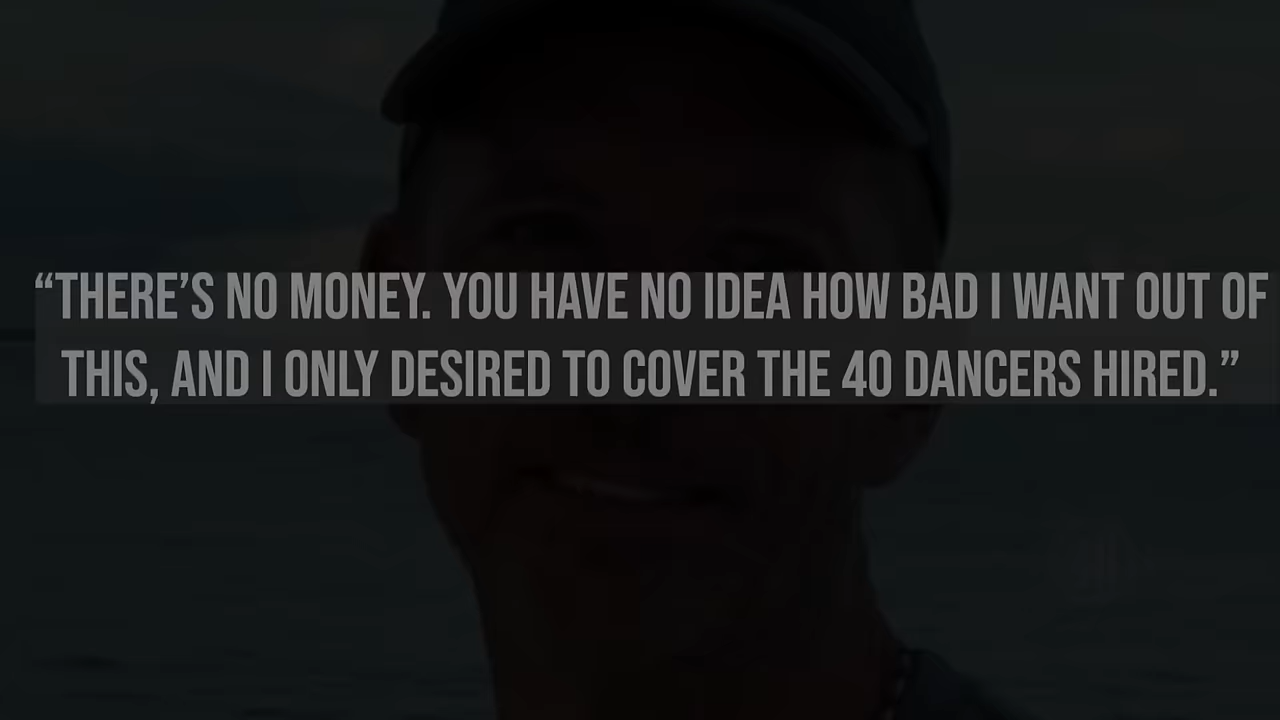 “THERE’S NO MONEY. YOU HAVE NO IDEA HOW BAD I WANT OUT OF
THIS, AND I ONLY DESIRED TO COVER THE 40 DANCERS HIRED.”